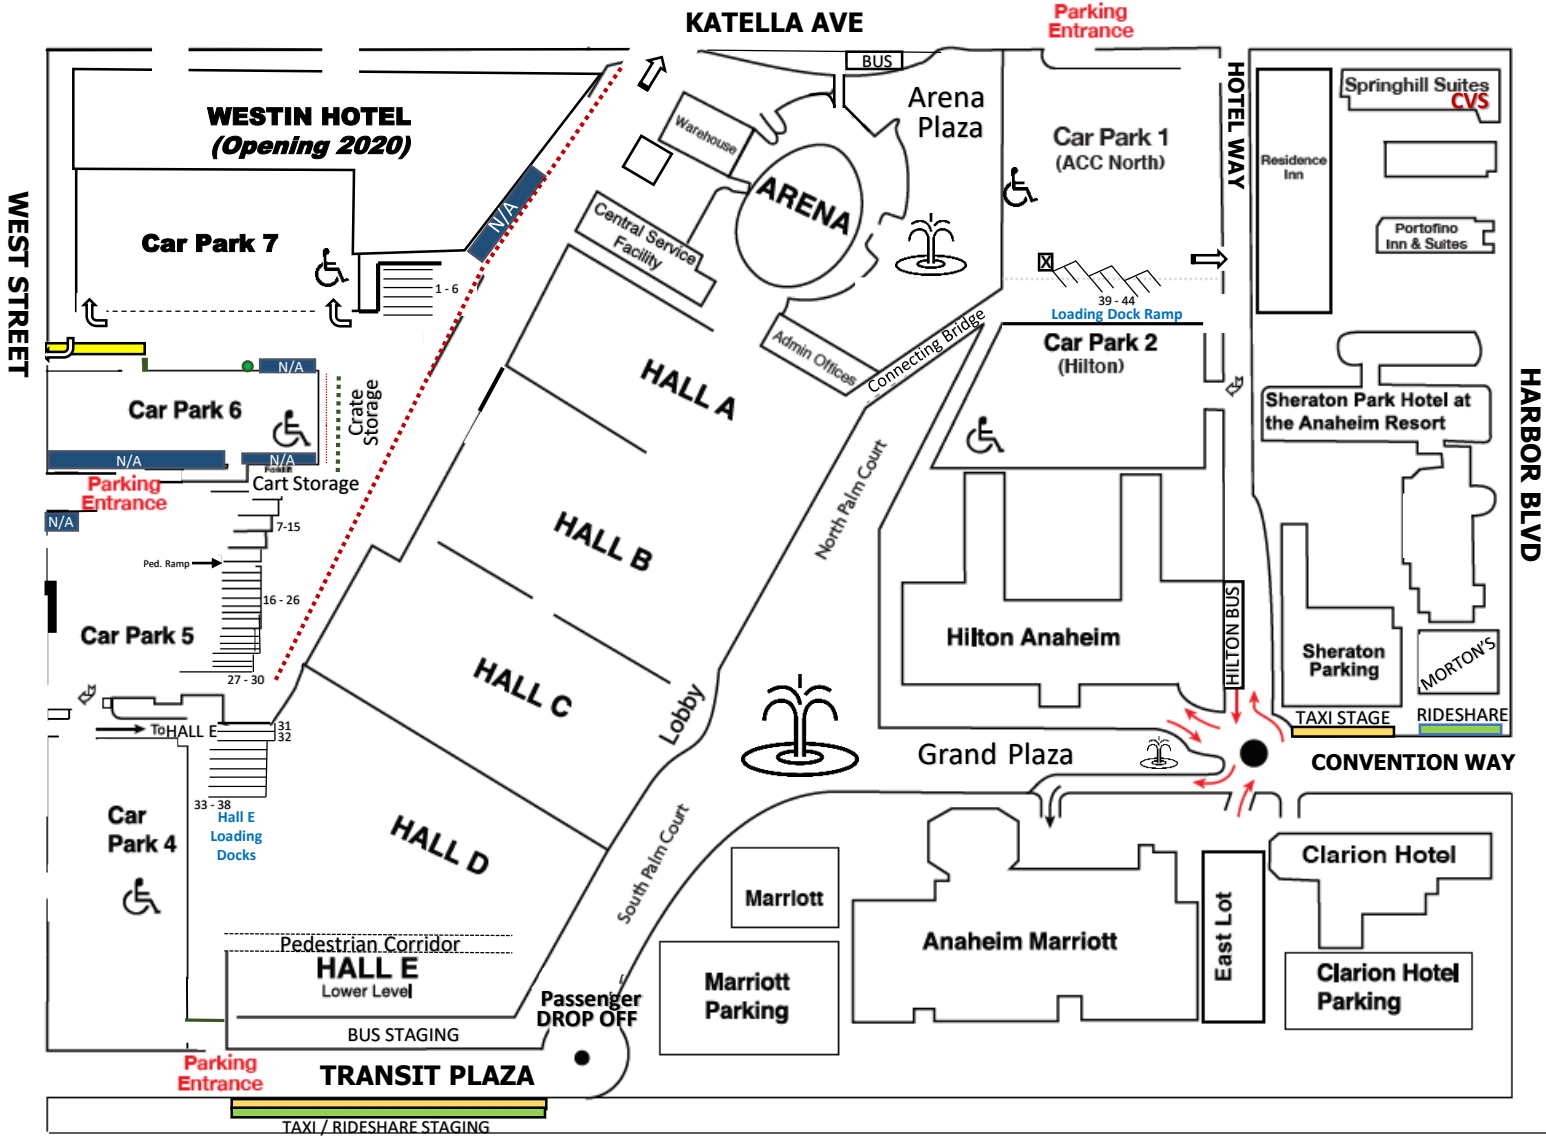 KATELLA AVE
Parking
Entrance
BUS
WESTIN HOTEL
(Opening 2020)
Arena
Plaza
Warehouse
Car Park 1
(ACC North)
HOTEL WAY
Springhill Suites
CVS
Residence
Inn
N/A
ARENA
WEST STREET
Car Park 7
Central Service
Facility
Portofino
Inn & Suites
1 - 6
X
39 - 44
Loading Dock Ramp
Admin Offices
Connecting Bridge
Car Park 2
(Hilton)
N/A
HALL A
Car Park 6
Crate
Storage
Sheraton Park Hotel at
the Anaheim Resort
HARBOR BLVD
N/A
N/A
Forklift
Cart Storage
Parking
Entrance
N/A
7-15
North Palm Court
HALL B
Ped. Ramp
16 - 26
Car Park 5
Hilton Anaheim
HILTON BUS
Sheraton
Parking
MORTON'S
27 - 30
HALL C
Lobby
To HALL E
31
32
TAXI STAGE
RIDESHARE
Grand Plaza
CONVENTION WAY
33 - 38
Hall E
Loading
Docks
Car
Park 4
HALL D
South Palm Court
Marriott
Anaheim Marriott
East Lot
Clarion Hotel
Pedestrian Corridor
HALL E
Lower Level
Marriott
Parking
Clarion Hotel
Parking
Passenger
DROP OFF
BUS STAGING
Parking
Entrance
TRANSIT PLAZA
TAXI / RIDESHARE STAGING